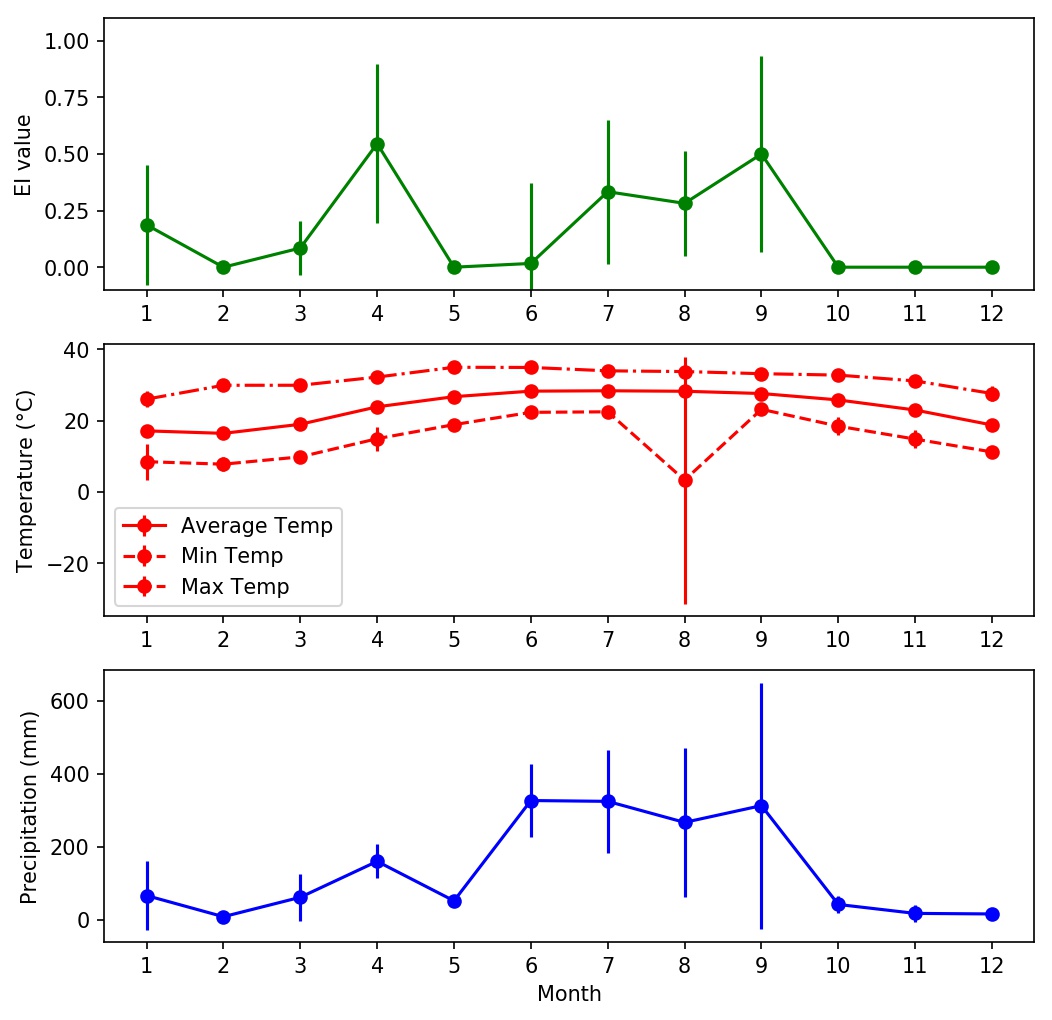 1.00
0.75
0.50
0.25
0.00
EI value
1 2 3 4 5 6 7 8 9 10 11 12
40
20
0
−20
Temperature (°C)
Average Temp
Min Temp
Max Temp
1 2 3 4 5 6 7 8 9 10 11 12
600
400
200
0
Precipitation (mm)
1 2 3 4 5 6 7 8 9 10 11 12
Month